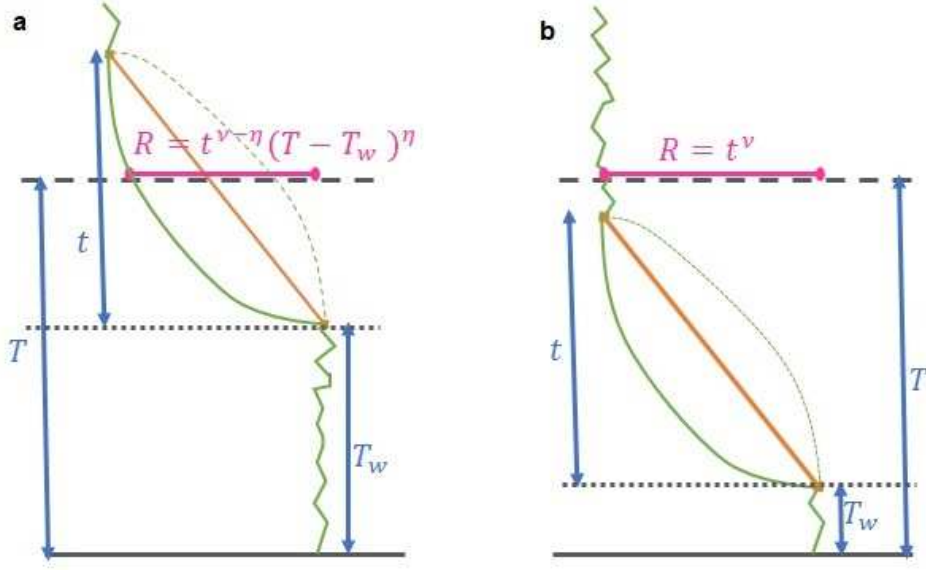 a
R = t^{ν−η}(T − T_w)^η
t
T
T_w
b
R = t^ν
t
T
T_w